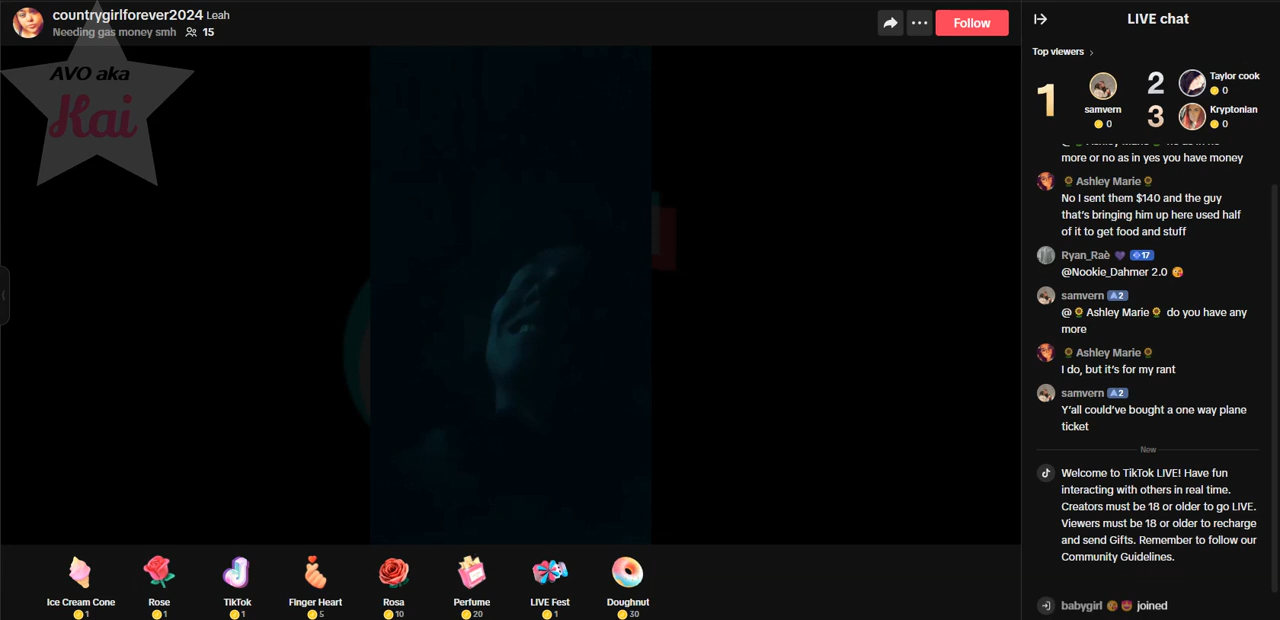 countrygirlforever2024 Leah
Needing gas money smh 15
Follow
AVO aka
Kai
LIVE chat
Top viewers
1
samvern
0
2
Taylor cook
0
3
Kryptonian
0
more or no as in yes you have money
Ashley Marie
No I sent them $140 and the guy
that's bringing him up here used half
of it to get food and stuff
Ryan_Raè 17
@Nookie_Dahmer 2.0
samvern 2
@ Ashley Marie do you have any
more
Ashley Marie
I do, but it's for my rant
samvern 2
Y'all could've bought a one way plane
ticket
Now
Welcome to TikTok LIVE! Have fun
interacting with others in real time.
Creators must be 18 or older to go LIVE.
Viewers must be 18 or older to recharge
and send Gifts. Remember to follow our
Community Guidelines.
babygirl joined
Ice Cream Cone
1
Rose
1
TikTok
1
Finger Heart
5
Rosa
10
Perfume
20
LIVE Fest
1
Doughnut
30